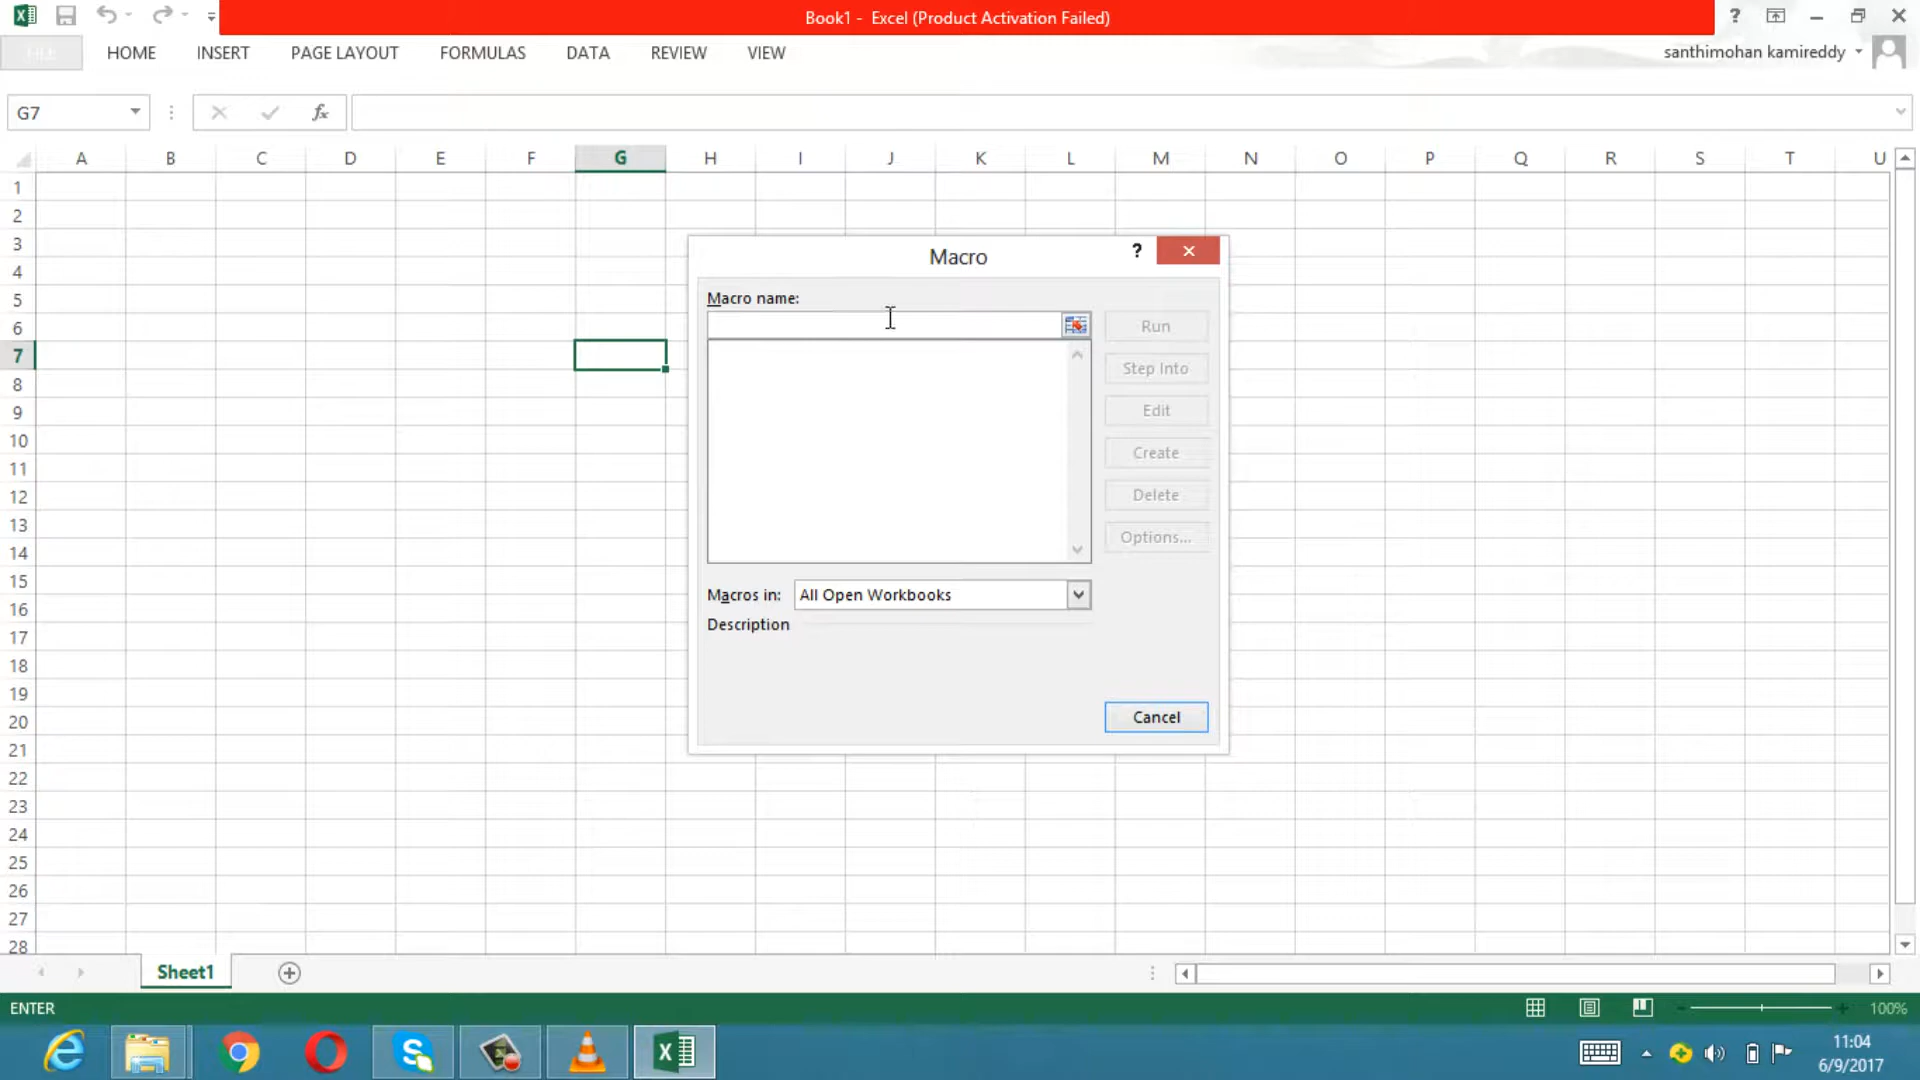 Book1 - Excel (Product Activation Failed)
?
HOME INSERT PAGE LAYOUT FORMULAS DATA REVIEW VIEW
santhimohan kamireddy
G7
fx
A B C D E F G H I J K L M N O P Q R S T U
1
2
3
4
5
6
7
8
9
10
11
12
13
14
15
16
17
18
19
20
21
22
23
24
25
26
27
28
Macro
?
Macro name:
Run
Step Into
Edit
Create
Delete
Options...
Macros in: All Open Workbooks
Description
Cancel
Sheet1
ENTER
100%
11:04
6/9/2017